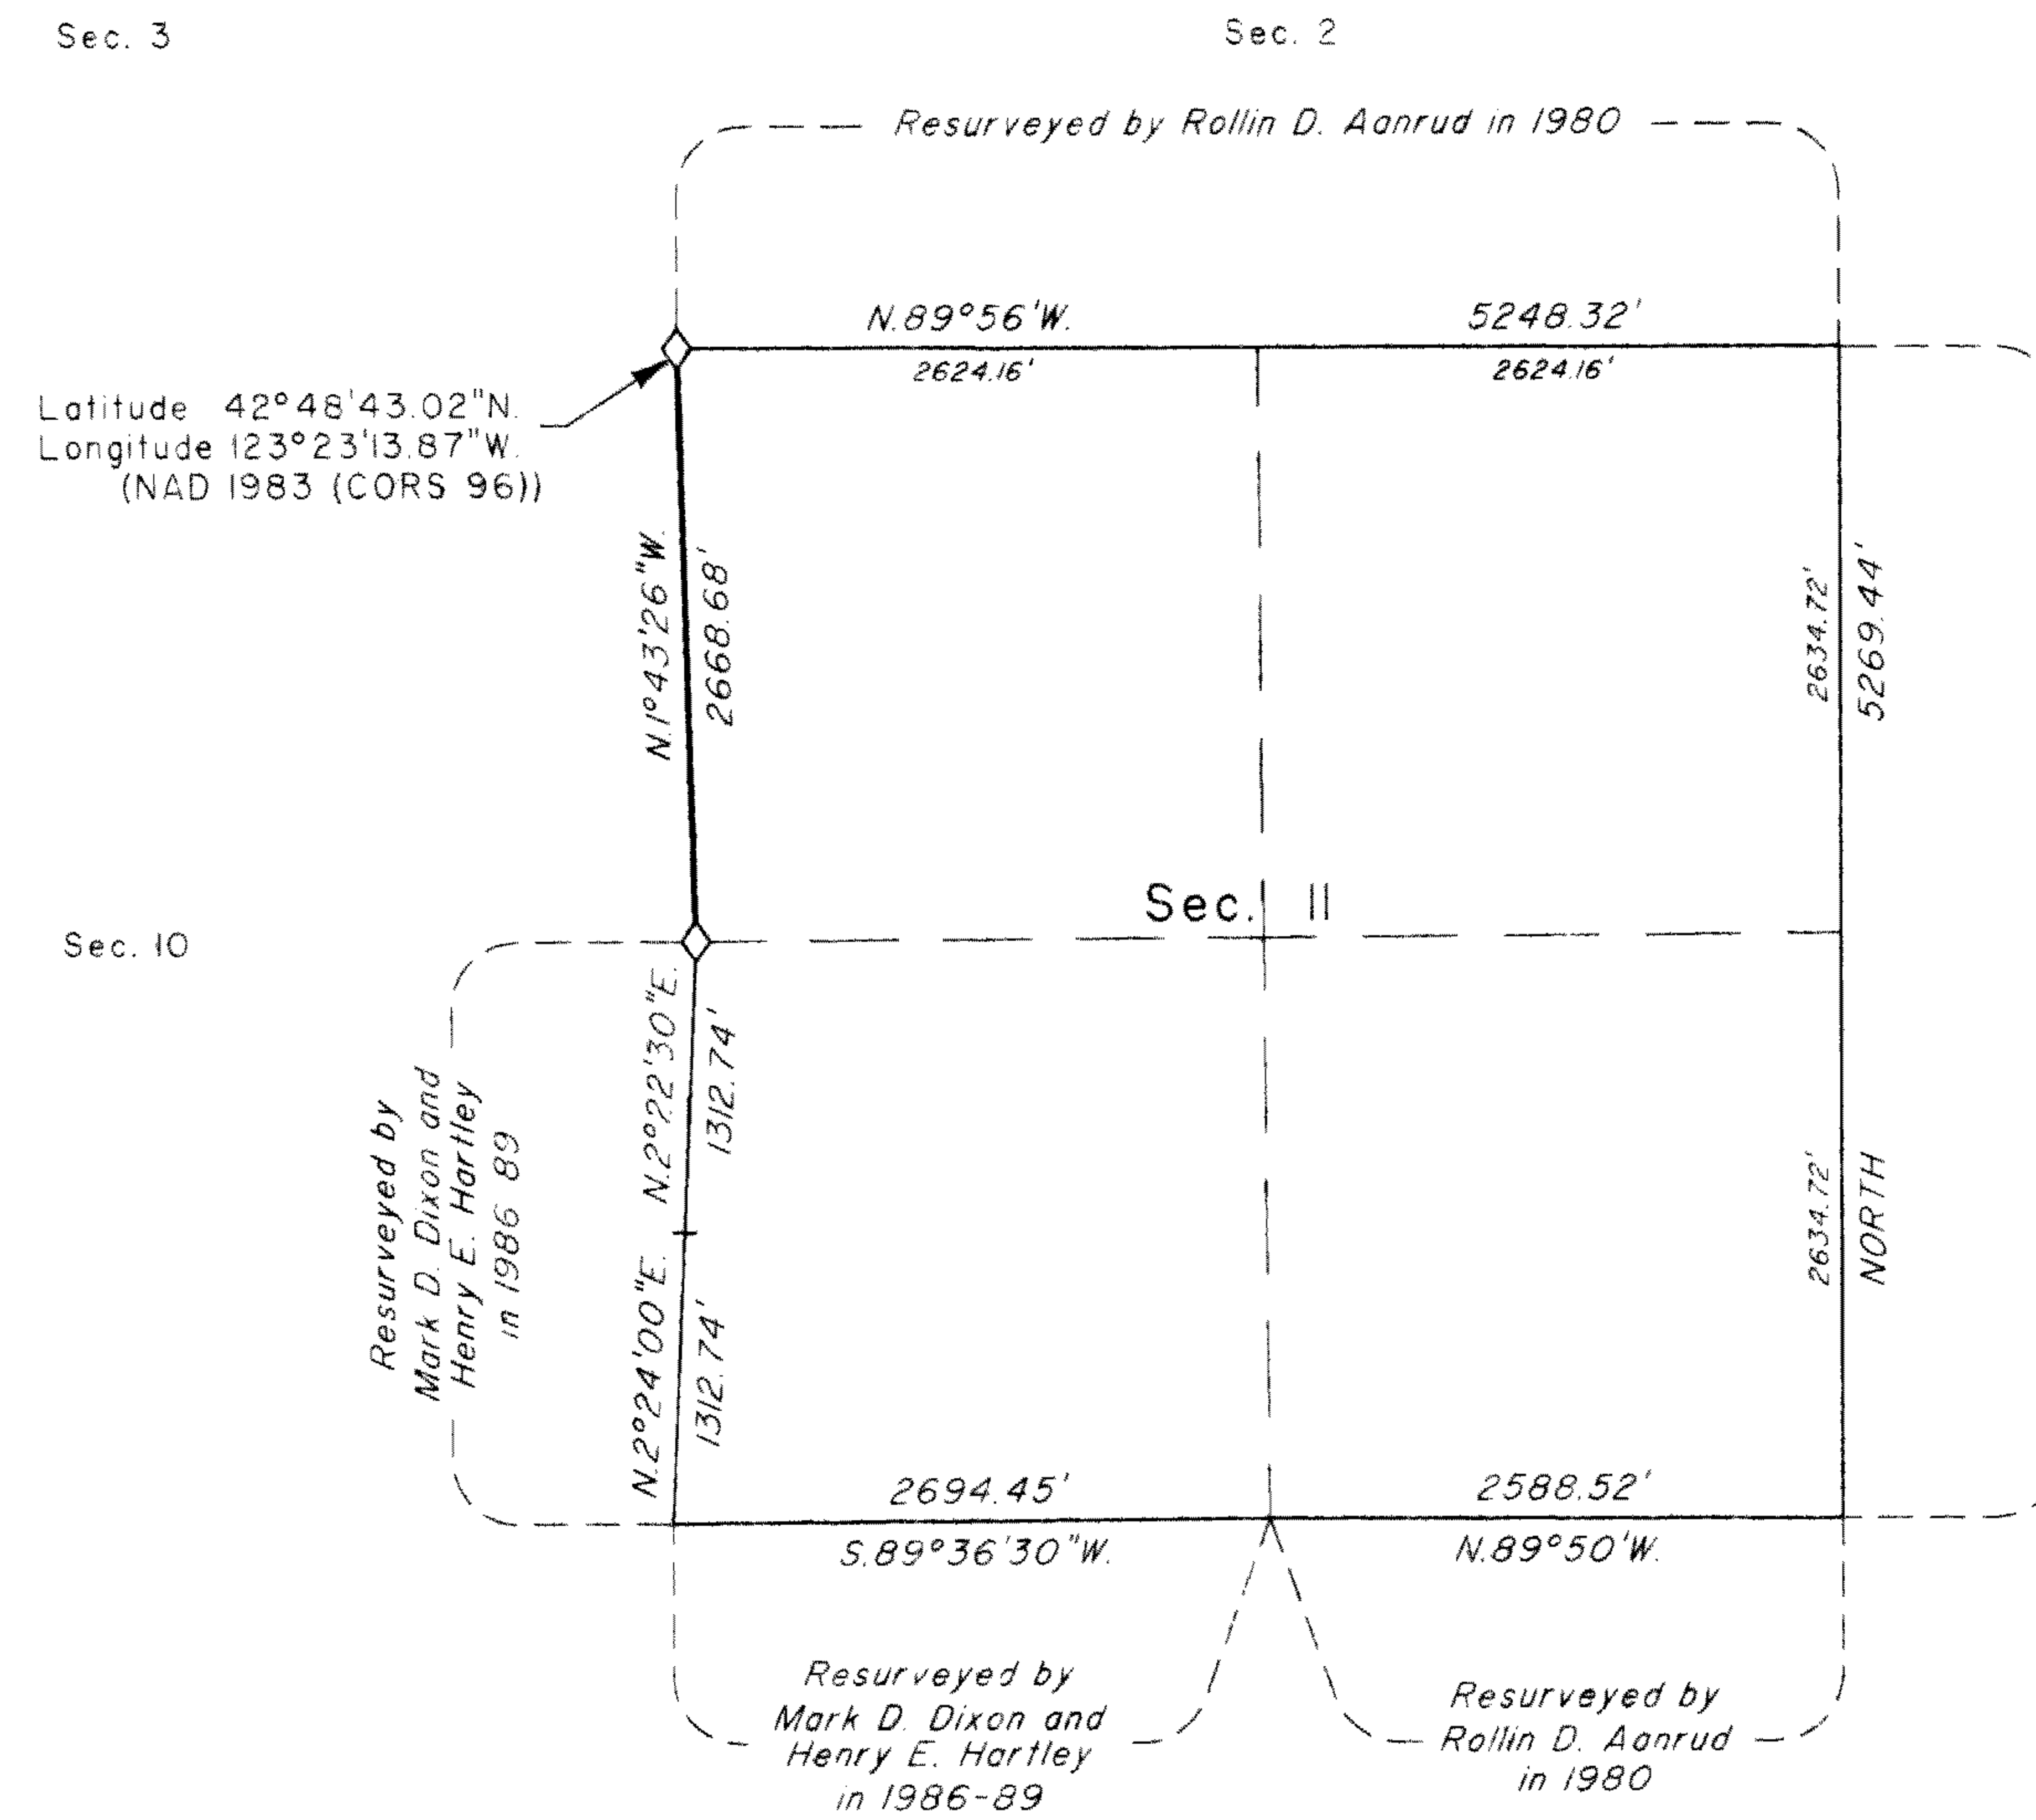 Sec. 3
Sec. 2
Resurveyed by Rollin D. Aanrud in 1980
N.89°56'W.
5248.32'
2624.16'
2624.16'
Latitude 42°48'43.02"N.
Longitude 123°23'13.87"W.
(NAD 1983 (CORS 96))
N.1°43'26"W.
2668.68'
2634.72'
5269.44'
Sec. 11
Sec. 10
N.2°22'30"E.
1312.74'
Resurveyed by
Mark D. Dixon and
Henry E. Hartley
in 1986 89
2634.72'
NORTH
N.2°24'00"E.
1312.74'
2694.45'
2588.52'
S.89°36'30"W.
N.89°50'W.
Resurveyed by
Mark D. Dixon and
Henry E. Hartley
in 1986-89
Resurveyed by
Rollin D. Aanrud
in 1980